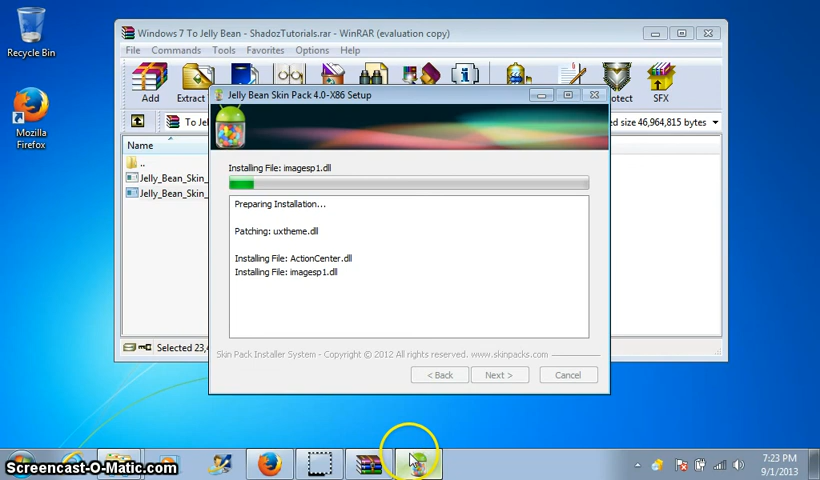 Recycle Bin
Mozilla
Firefox
Windows 7 To Jelly Bean - ShadozTutorials.rar - WinRAR (evaluation copy)
File Commands Tools Favorites Options Help
Add Extract SFX
To Jel
ed size 46,964,815 bytes
Name
..
Jelly_Bean_Skin_
Jelly_Bean_Skin_
Selected 23,4
Jelly Bean Skin Pack 4.0-X86 Setup
Installing File: imagesp1.dll
Preparing Installation...
Patching: uxtheme.dll
Installing File: ActionCenter.dll
Installing File: imagesp1.dll
Skin Pack Installer System - Copyright © 2012 All rights reserved. www.skinpacks.com
< Back Next > Cancel
7:23 PM
9/1/2013
Screencast-O-Matic.com